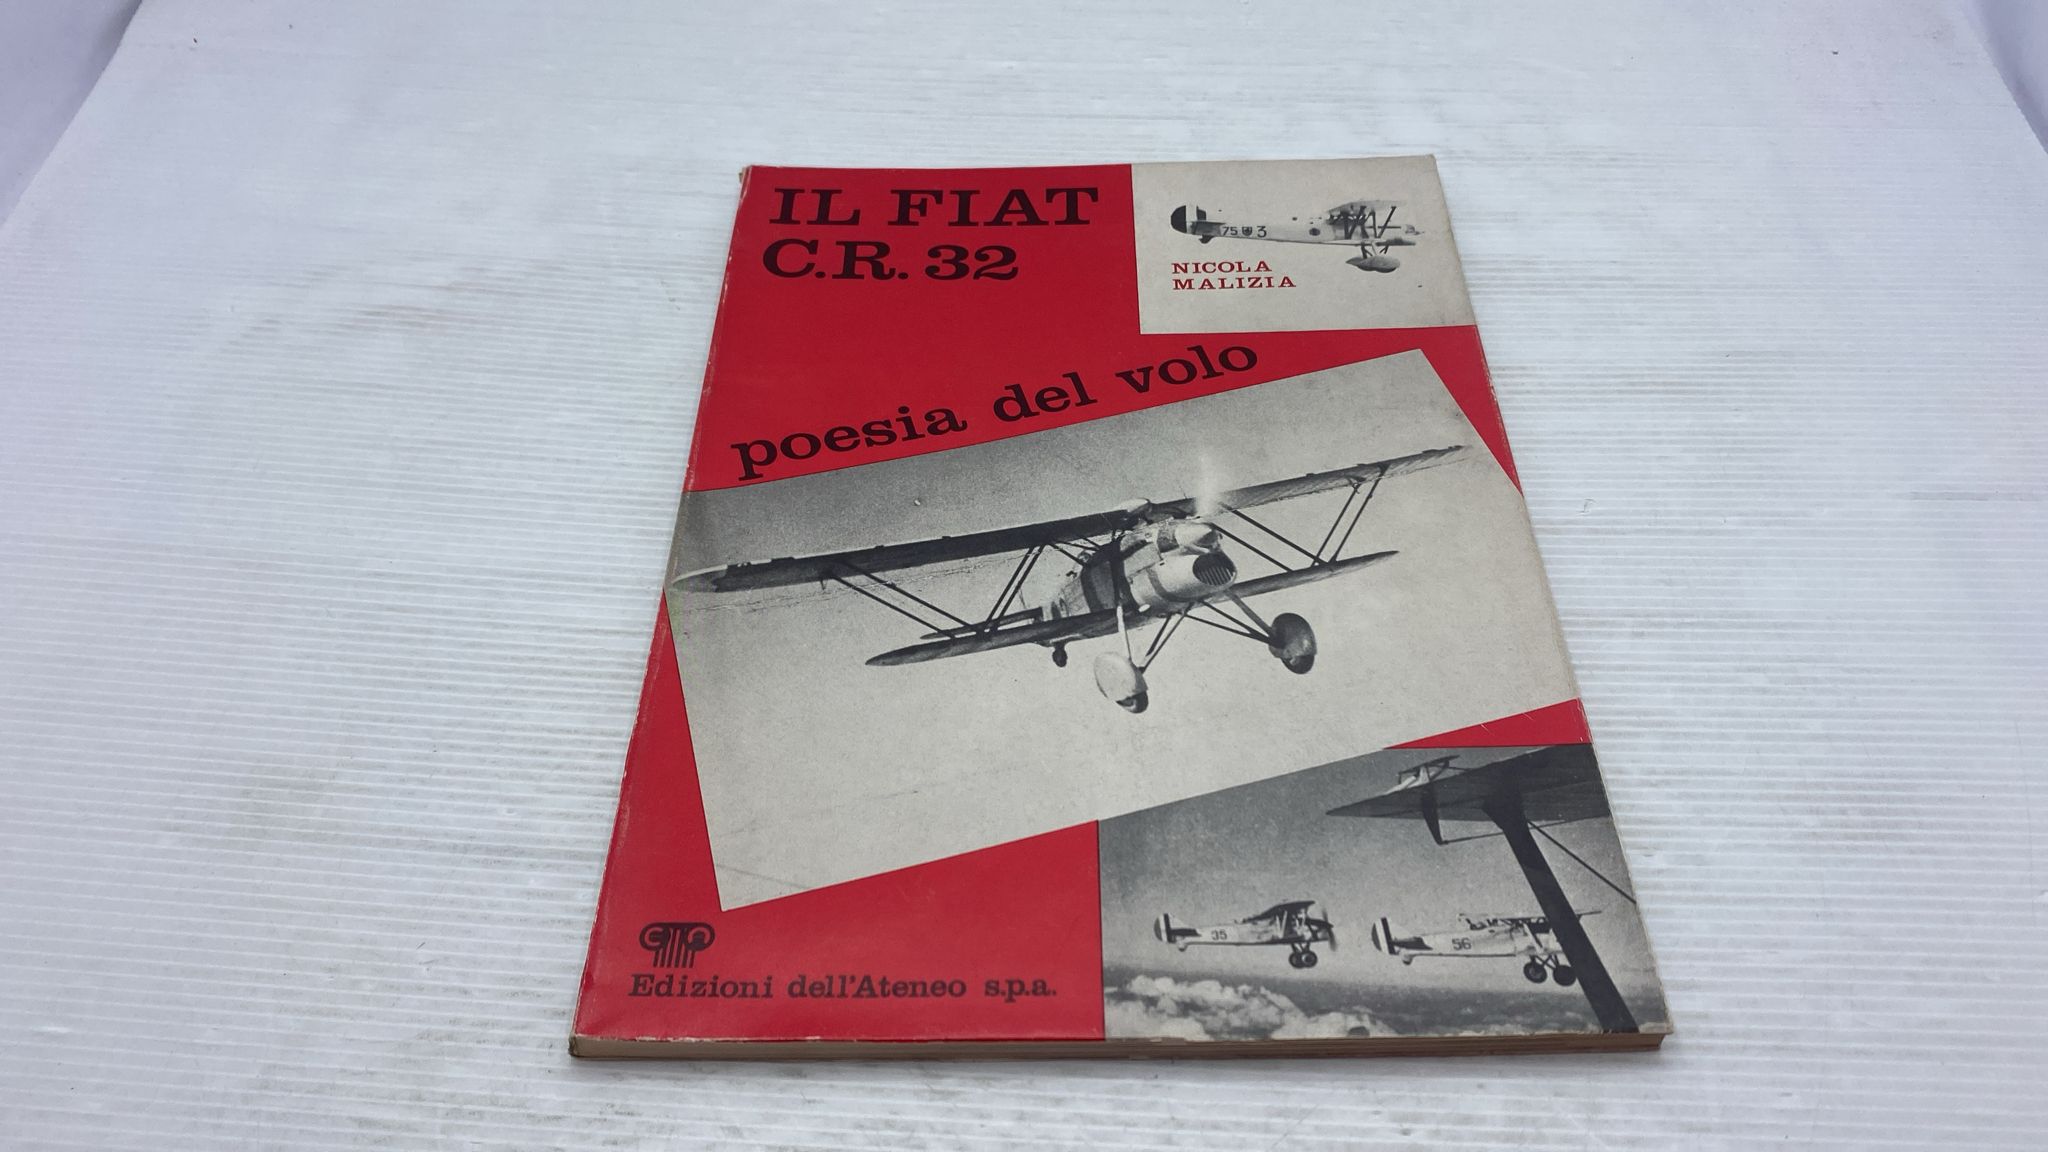 IL FIAT
C.R. 32
75 3
NICOLA
MALIZIA
poesia del volo
35
56
Edizioni dell'Ateneo s.p.a.